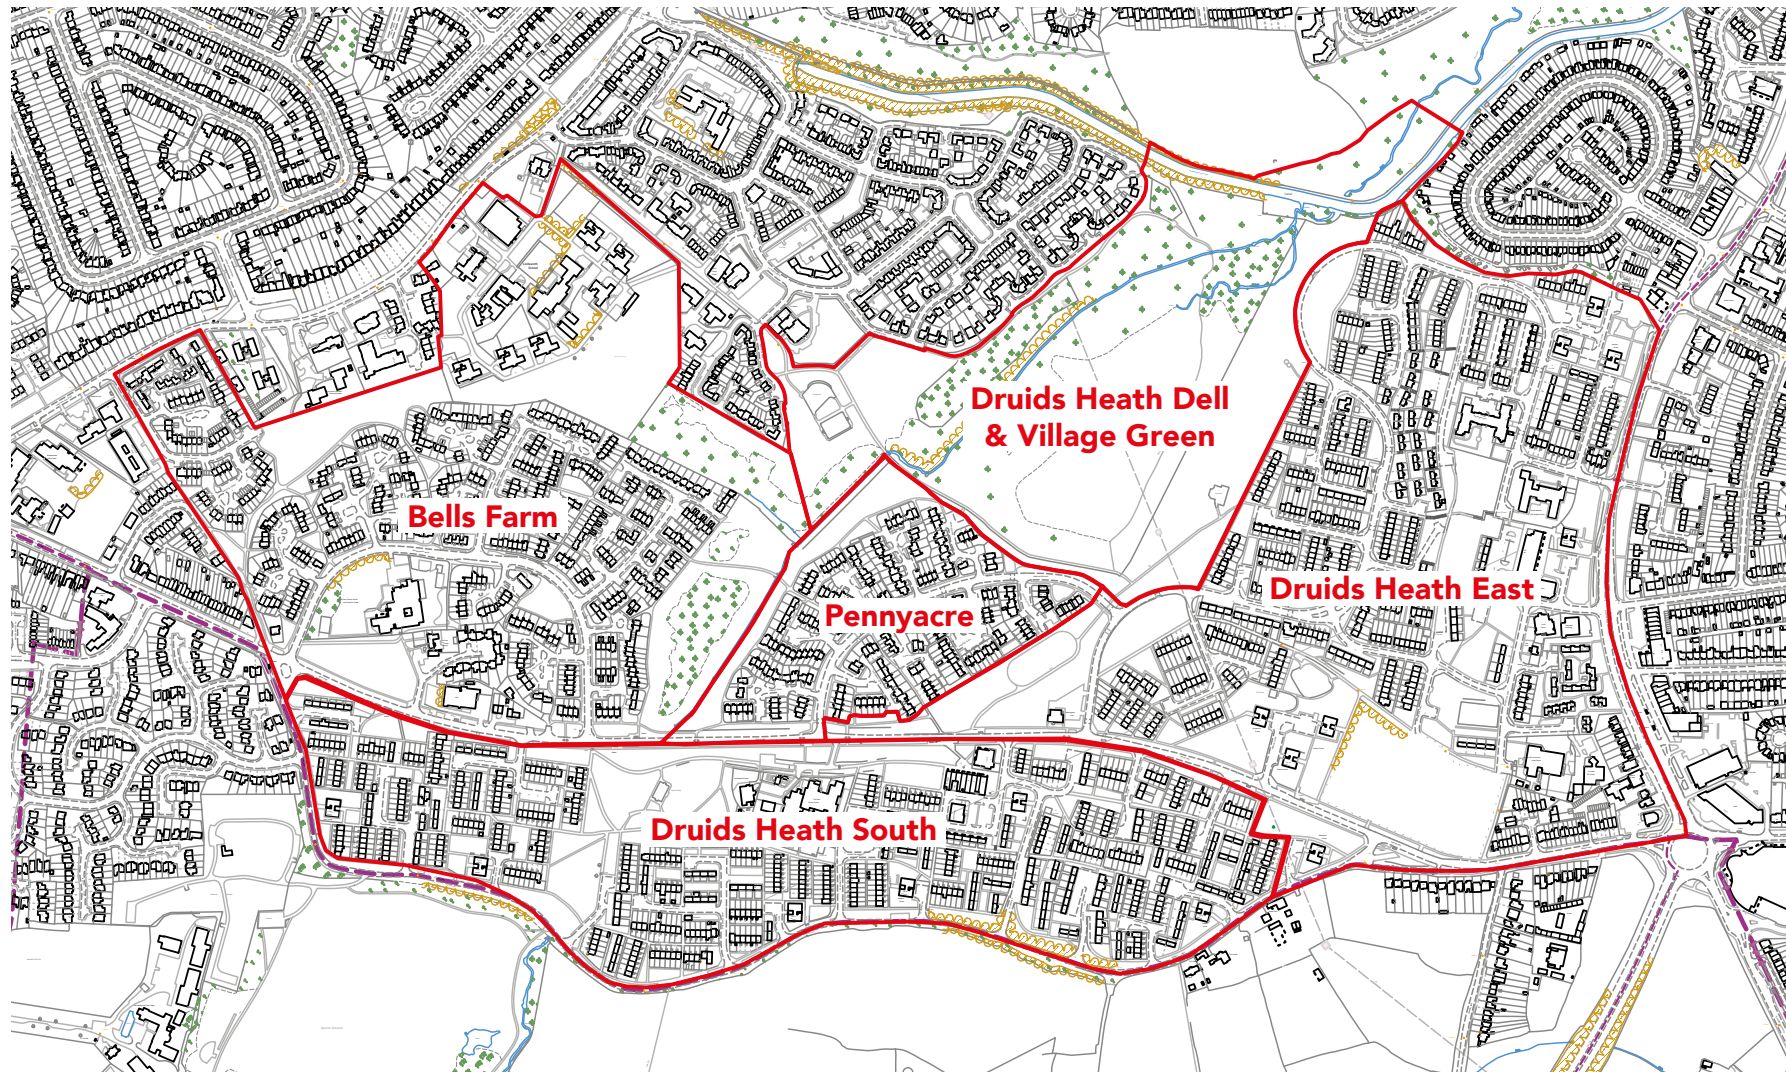 Druids Heath Dell
& Village Green
Bells Farm
Druids Heath East
Pennyacre
Druids Heath South